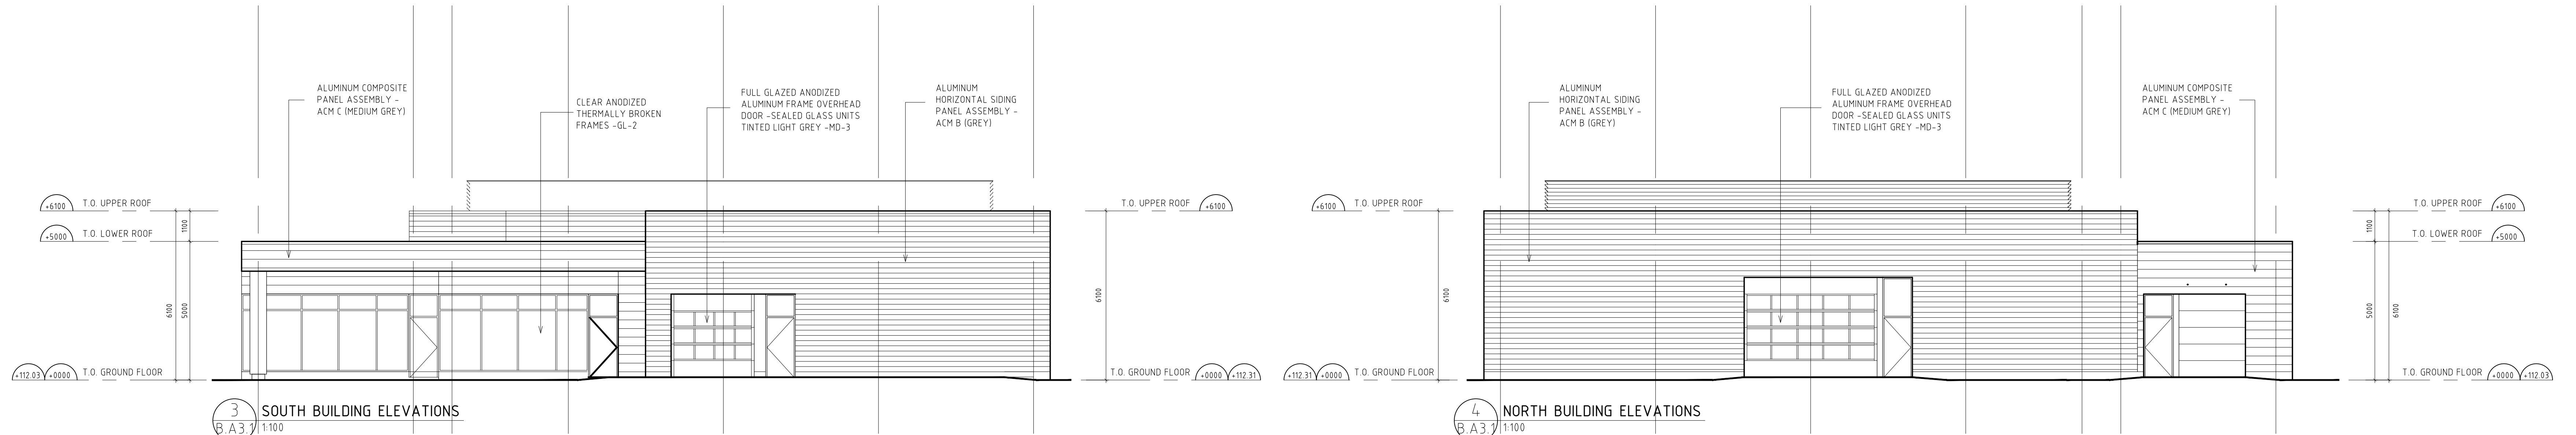 ALUMINUM COMPOSITE
PANEL ASSEMBLY -
ACM C (MEDIUM GREY)
CLEAR ANODIZED
THERMALLY BROKEN
FRAMES -GL-2
FULL GLAZED ANODIZED
ALUMINUM FRAME OVERHEAD
DOOR -SEALED GLASS UNITS
TINTED LIGHT GREY -MD-3
ALUMINUM
HORIZONTAL SIDING
PANEL ASSEMBLY -
ACM B (GREY)
+6100 T.O. UPPER ROOF
+5000 T.O. LOWER ROOF
1100
6100
5000
+112.03 +0000 T.O. GROUND FLOOR
T.O. UPPER ROOF +6100
6100
T.O. GROUND FLOOR +0000 +112.31
3 SOUTH BUILDING ELEVATIONS
B.A3.1 1:100
ALUMINUM
HORIZONTAL SIDING
PANEL ASSEMBLY -
ACM B (GREY)
FULL GLAZED ANODIZED
ALUMINUM FRAME OVERHEAD
DOOR -SEALED GLASS UNITS
TINTED LIGHT GREY -MD-3
ALUMINUM COMPOSITE
PANEL ASSEMBLY -
ACM C (MEDIUM GREY)
+6100 T.O. UPPER ROOF
6100
+112.31 +0000 T.O. GROUND FLOOR
T.O. UPPER ROOF +6100
T.O. LOWER ROOF +5000
1100
5000
6100
T.O. GROUND FLOOR +0000 +112.03
4 NORTH BUILDING ELEVATIONS
B.A3.1 1:100